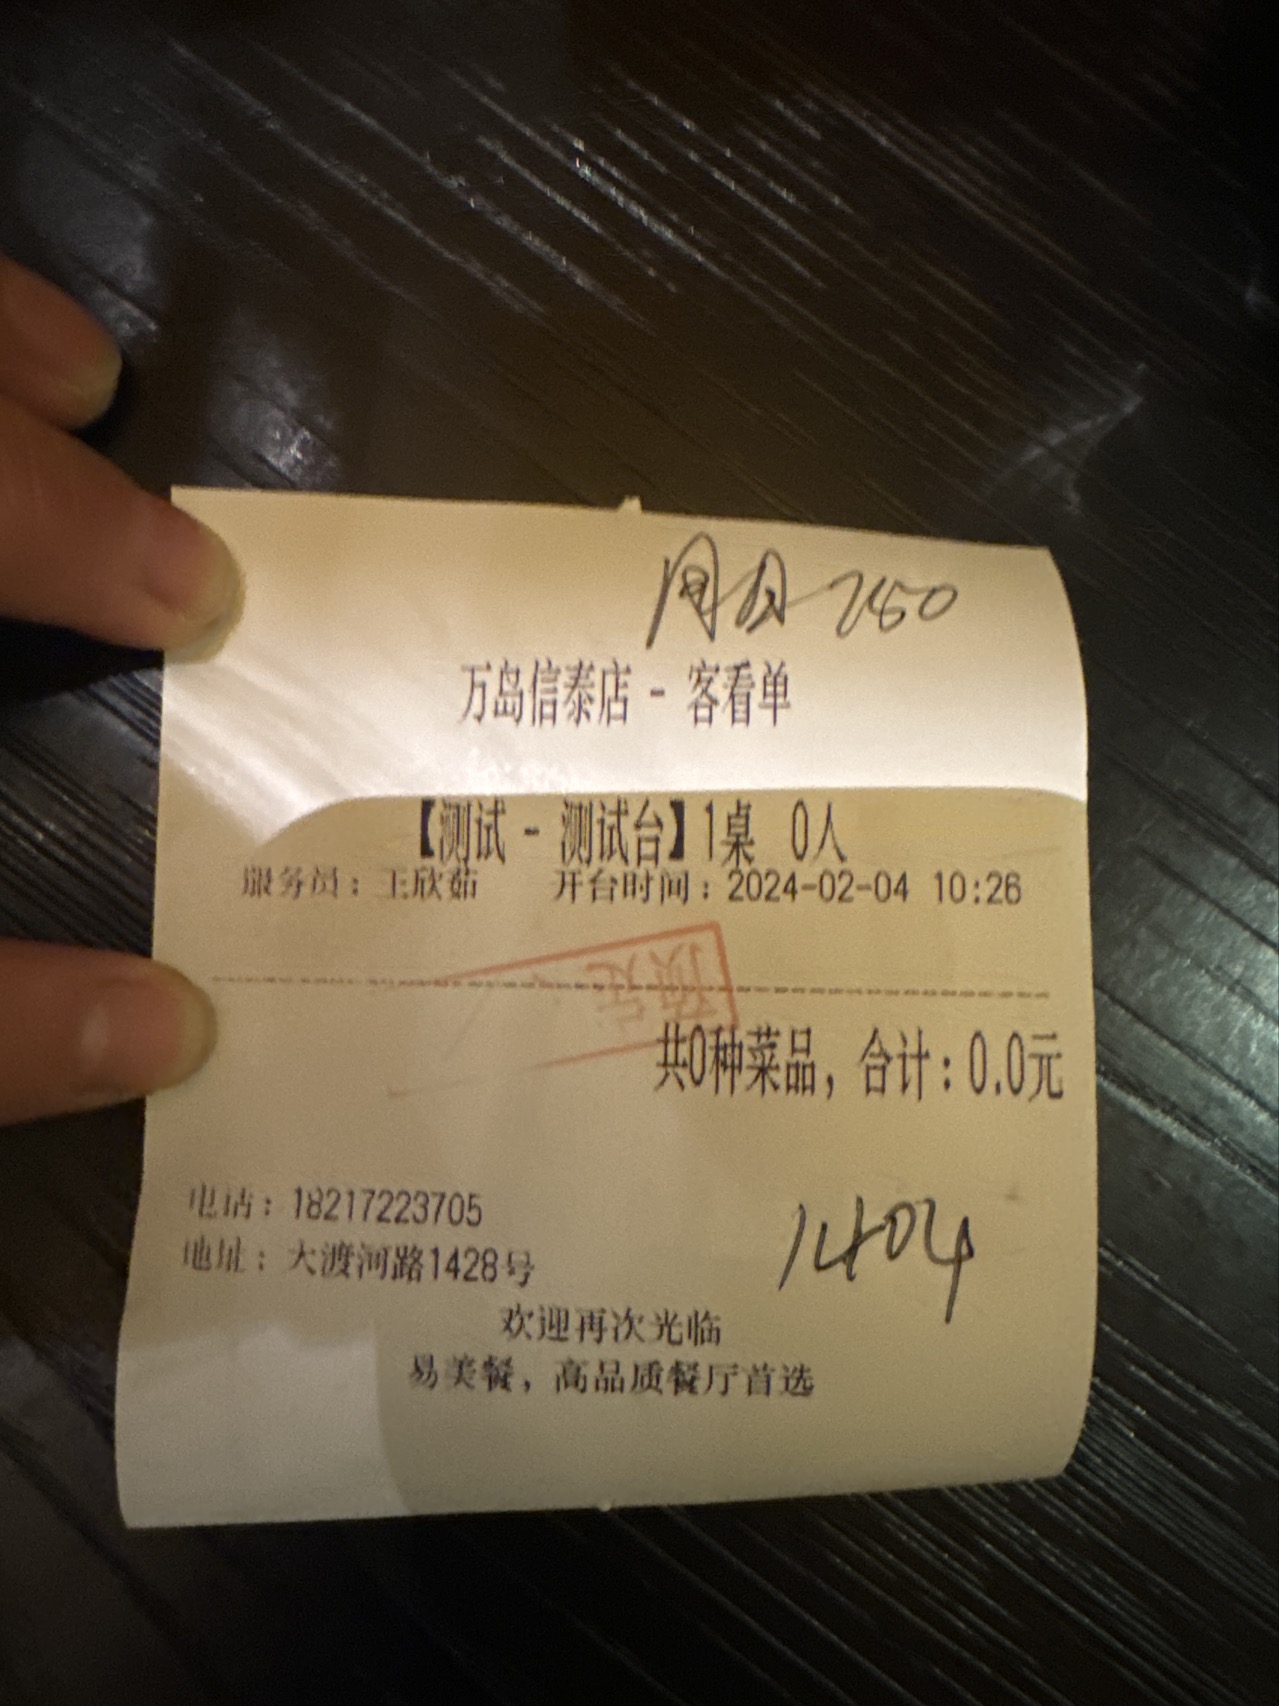 万岛信泰店 - 客看单
【测试 - 测试台】1桌 0人
服务员：王欣茹 开台时间：2024-02-04 10:26
预定
共0种菜品，合计：0.0元
电话：18217223705
1404
地址：大渡河路1428号
欢迎再次光临
易美餐，高品质餐厅首选